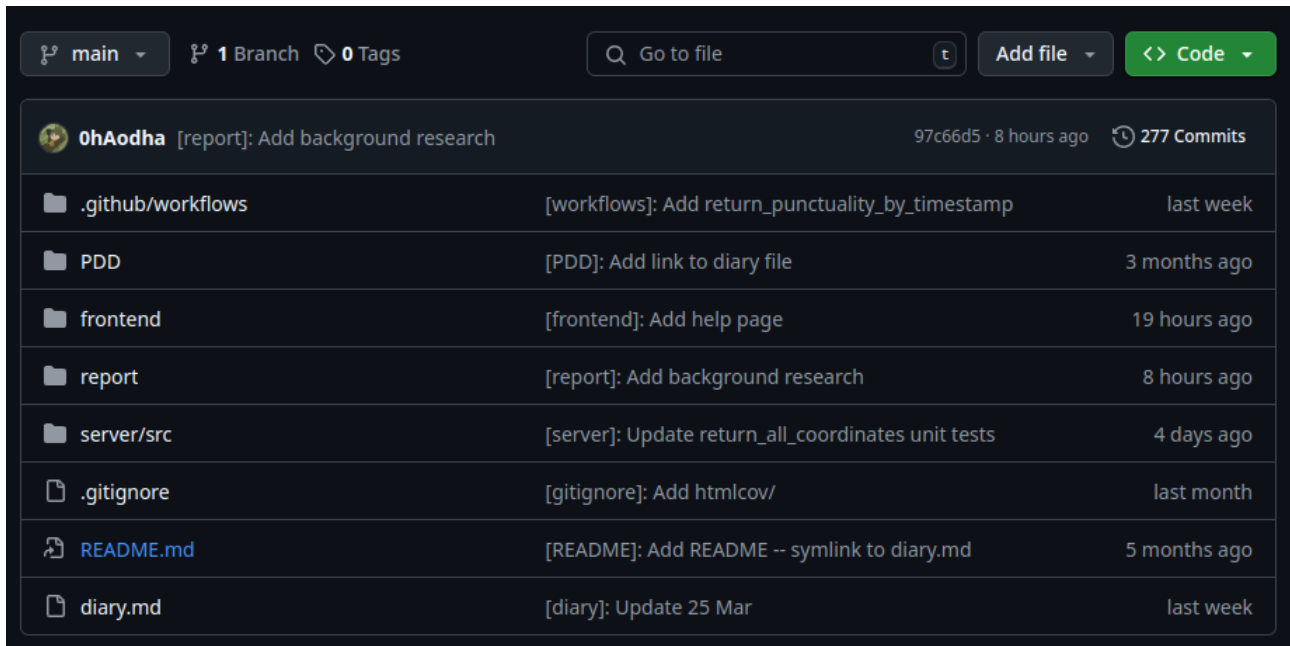 main 1 Branch 0 Tags Go to file t Add file Code
0hAodha [report]: Add background research 97c66d5 · 8 hours ago 277 Commits
.github/workflows [workflows]: Add return_punctuality_by_timestamp last week
PDD [PDD]: Add link to diary file 3 months ago
frontend [frontend]: Add help page 19 hours ago
report [report]: Add background research 8 hours ago
server/src [server]: Update return_all_coordinates unit tests 4 days ago
.gitignore [gitignore]: Add htmlcov/ last month
README.md [README]: Add README -- symlink to diary.md 5 months ago
diary.md [diary]: Update 25 Mar last week